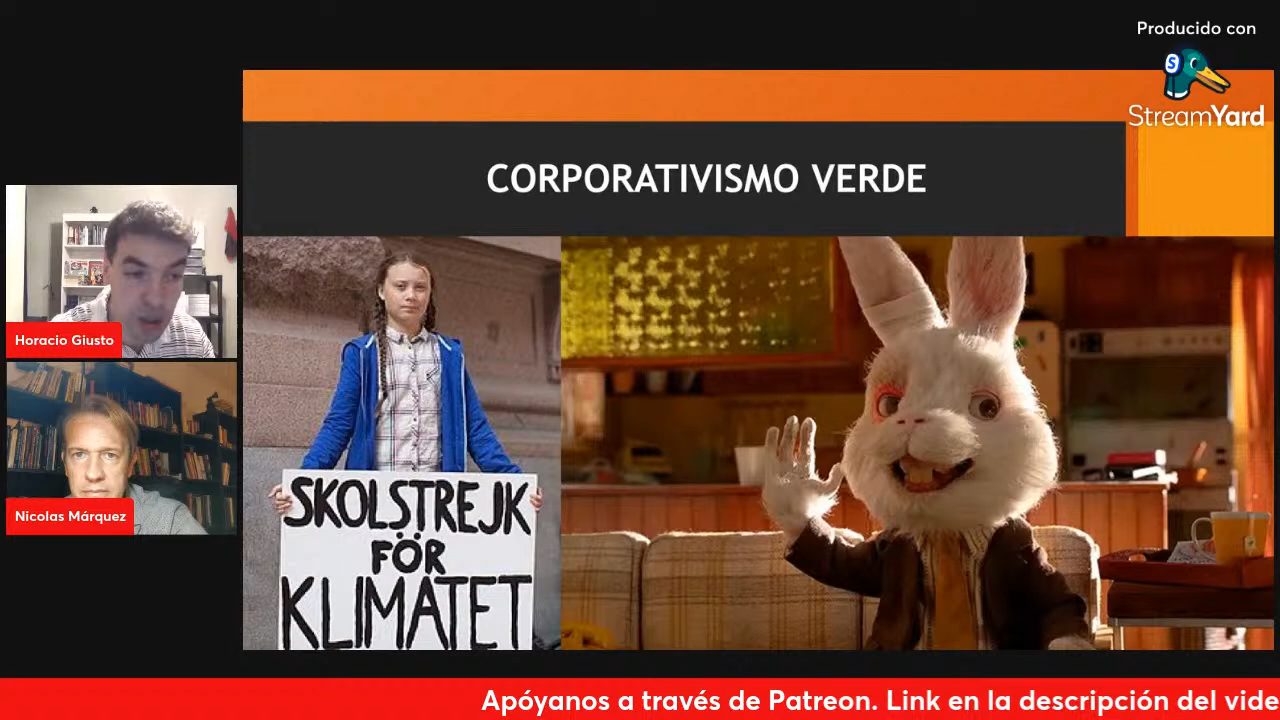 Producido con
StreamYard
CORPORATIVISMO VERDE
Horacio Giusto
Nicolas Márquez
SKOLSTREJK
FÖR
KLIMATET
Apóyanos a través de Patreon. Link en la descripción del vide